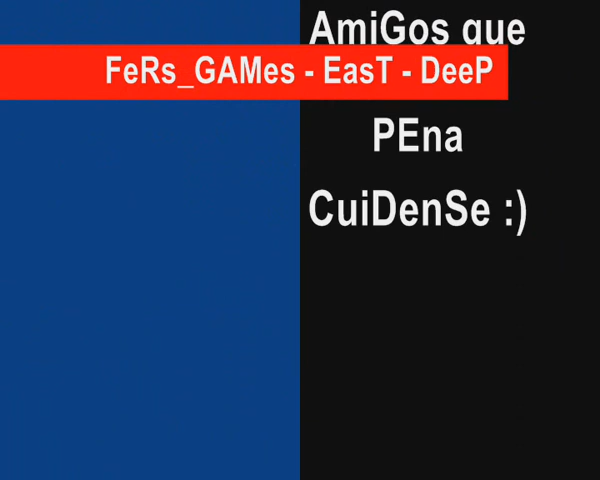 AmiGos que
FeRs_GAMes - EasT - DeeP
PEna
CuiDenSe :)